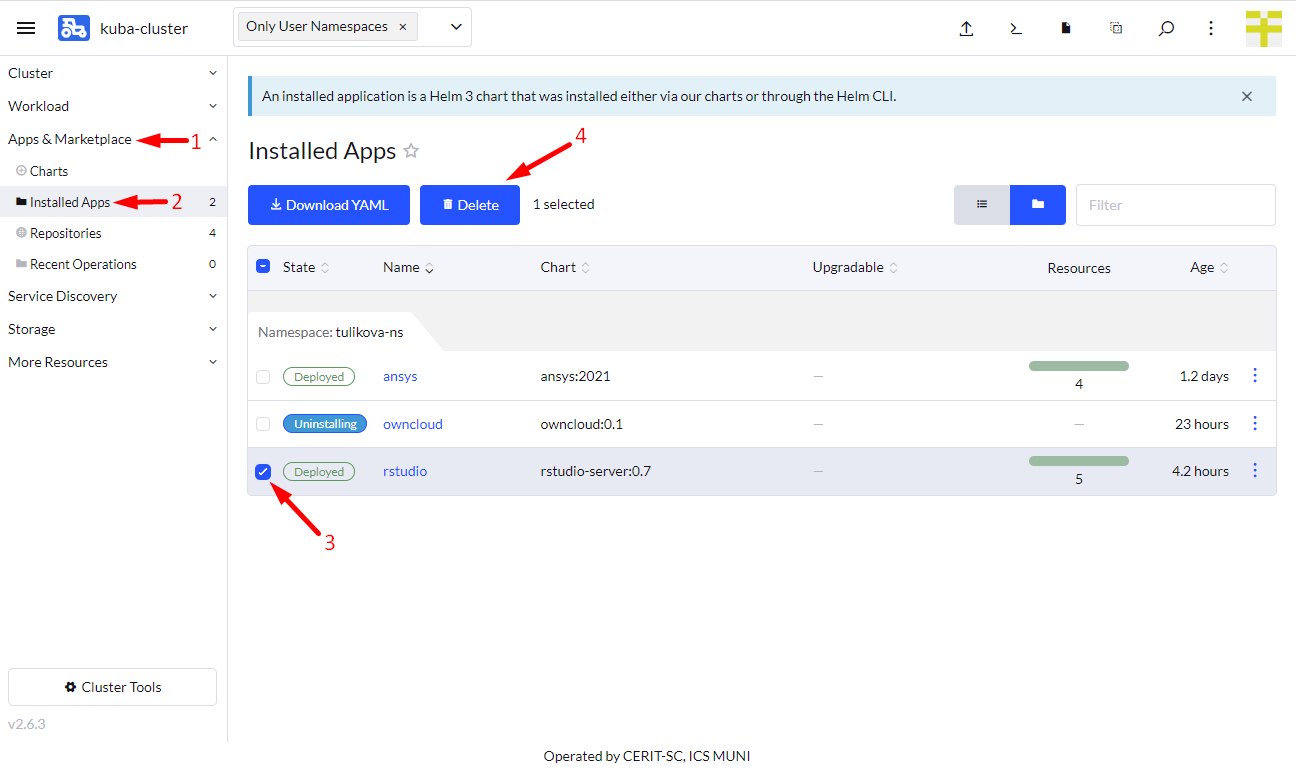 kuba-cluster
Only User Namespaces ×
Cluster
Workload
Apps & Marketplace 1
Charts
Installed Apps 2 2
Repositories 4
Recent Operations 0
Service Discovery
Storage
More Resources
Cluster Tools
v2.6.3
An installed application is a Helm 3 chart that was installed either via our charts or through the Helm CLI.
4
Installed Apps
Download YAML Delete 1 selected Filter
State Name Chart Upgradable Resources Age
Namespace: tulikova-ns
Deployed ansys ansys:2021 — 4 1.2 days
Uninstalling owncloud owncloud:0.1 — — 23 hours
Deployed rstudio rstudio-server:0.7 — 5 4.2 hours
3
Operated by CERIT-SC, ICS MUNI